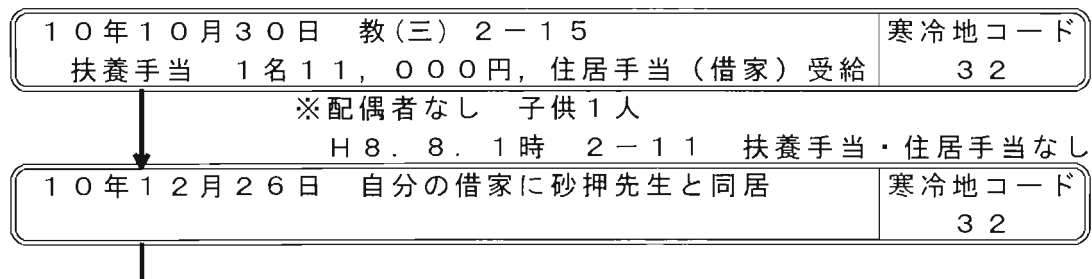 10年10月30日 教(三) 2-15 寒冷地コード
扶養手当 1名11,000円,住居手当(借家)受給 32
※配偶者なし 子供1人
H8.8.1時 2-11 扶養手当・住居手当なし
10年12月26日 自分の借家に砂押先生と同居 寒冷地コード
32